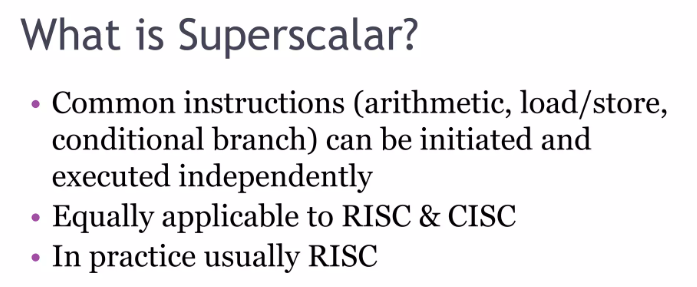 What is Superscalar?
• Common instructions (arithmetic, load/store,
conditional branch) can be initiated and
executed independently
• Equally applicable to RISC & CISC
• In practice usually RISC